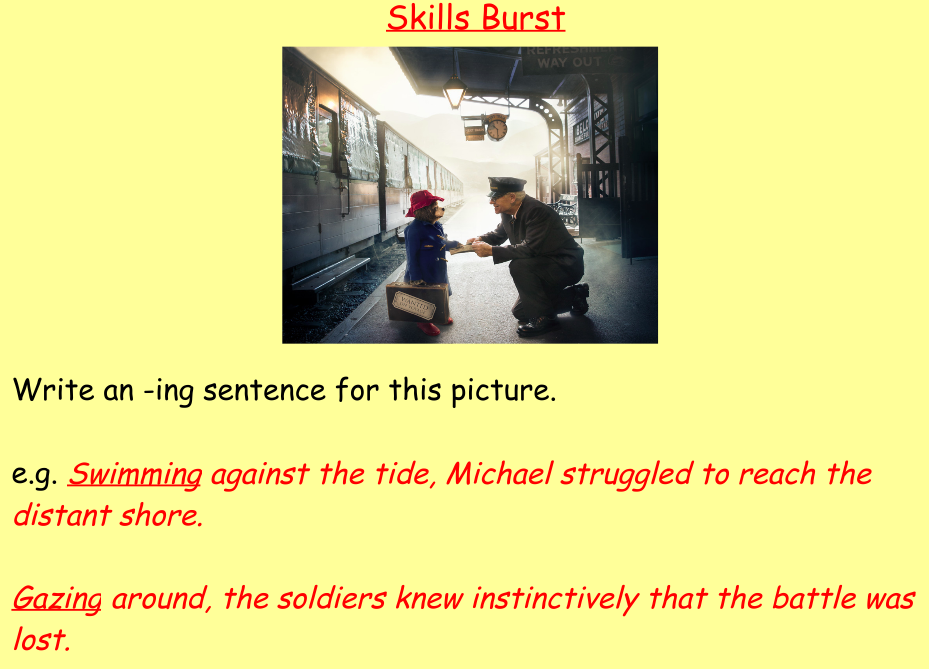 Skills Burst
REFRESHMENT
WAY OUT
WANTED
Write an -ing sentence for this picture.
e.g. Swimming against the tide, Michael struggled to reach the
distant shore.
Gazing around, the soldiers knew instinctively that the battle was
lost.